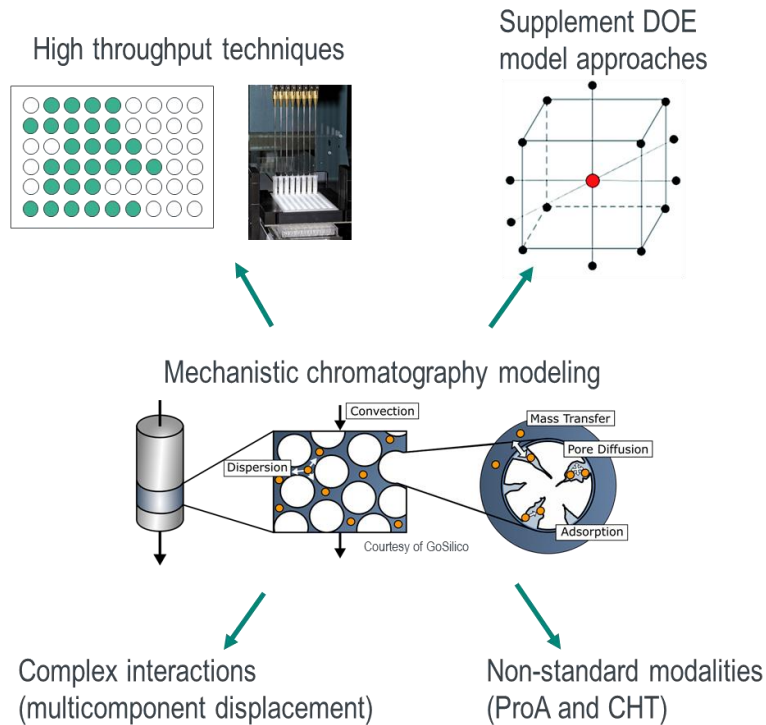 High throughput techniques
Supplement DOE
model approaches
Mechanistic chromatography modeling
Convection
Dispersion
Mass Transfer
Pore Diffusion
Adsorption
Courtesy of GoSilico
Complex interactions
(multicomponent displacement)
Non-standard modalities
(ProA and CHT)